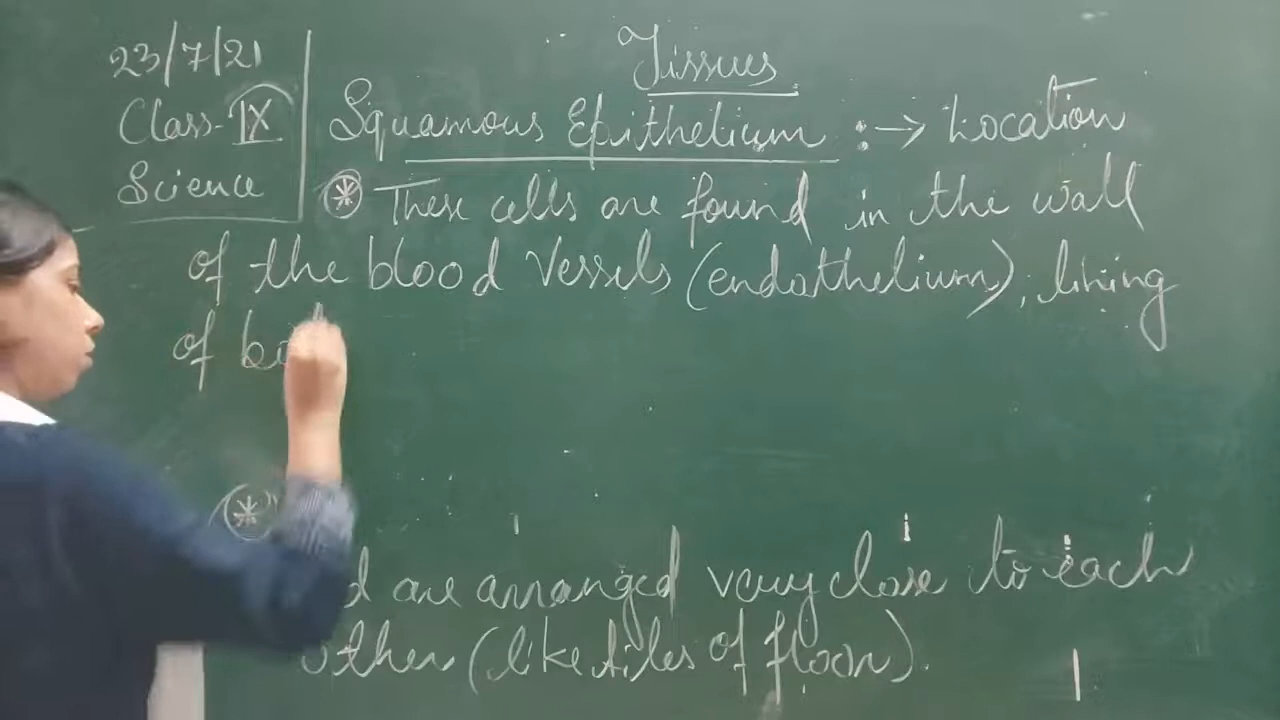 23/7/21
Class-IX
Science
Tissues
Squamous Epithelium :→ Location
* These cells are found in the wall
of the blood vessels (endothelium), lining
of
*
are arranged very close to each
other (like tiles of floor).